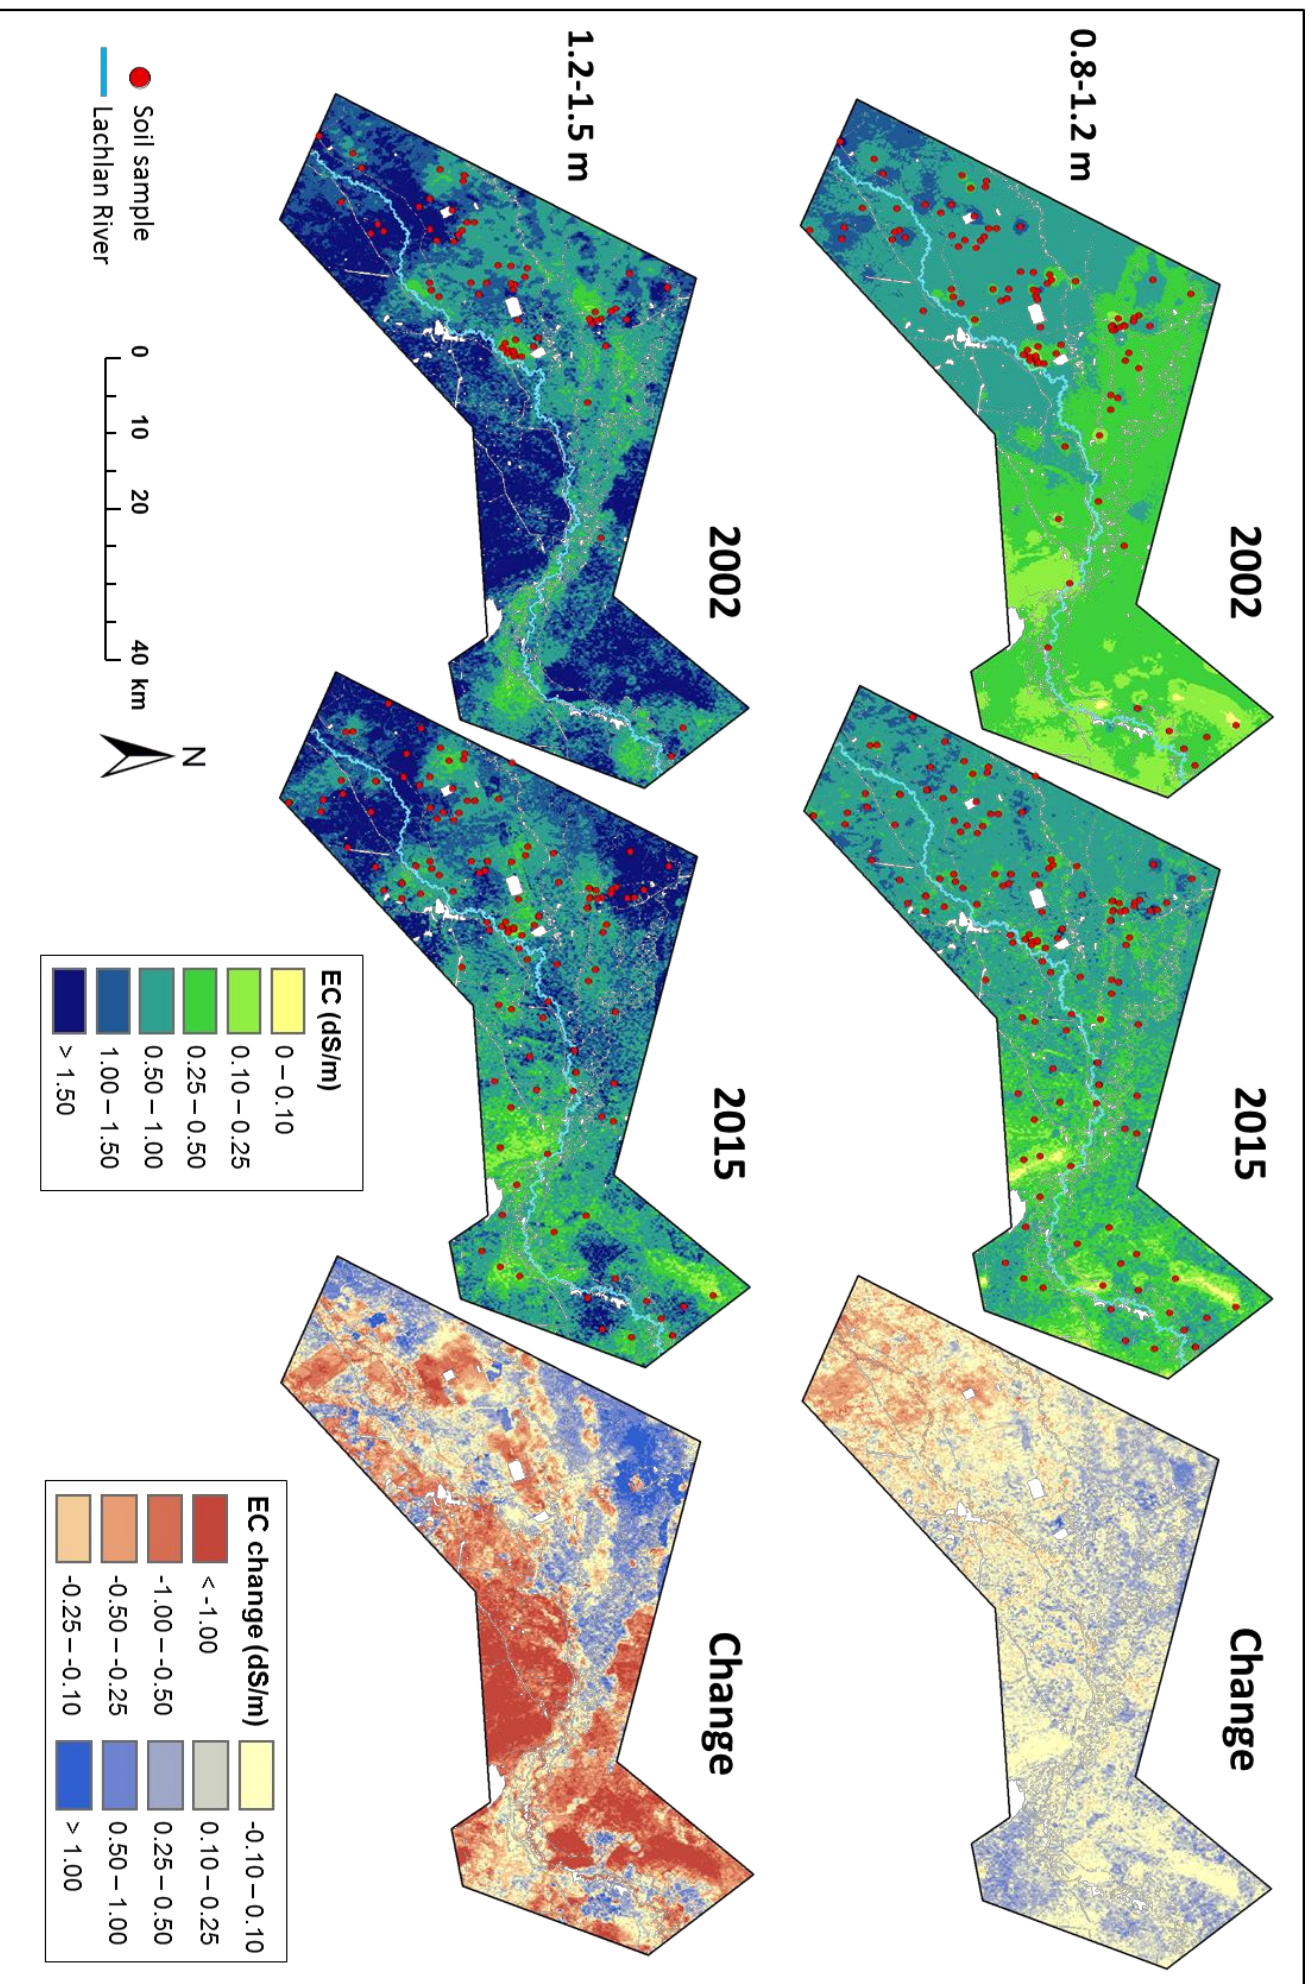 2002
2015
Change
0.8-1.2 m
2002
2015
Change
1.2-1.5 m
Soil sample
Lachlan River
0 10 20 40 km
N
EC (dS/m)
0 – 0.10
0.10 – 0.25
0.25 – 0.50
0.50 – 1.00
1.00 – 1.50
> 1.50
EC change (dS/m)
< -1.00
-1.00 – -0.50
-0.50 – -0.25
-0.25 – -0.10
-0.10 – 0.10
0.10 – 0.25
0.25 – 0.50
0.50 – 1.00
> 1.00